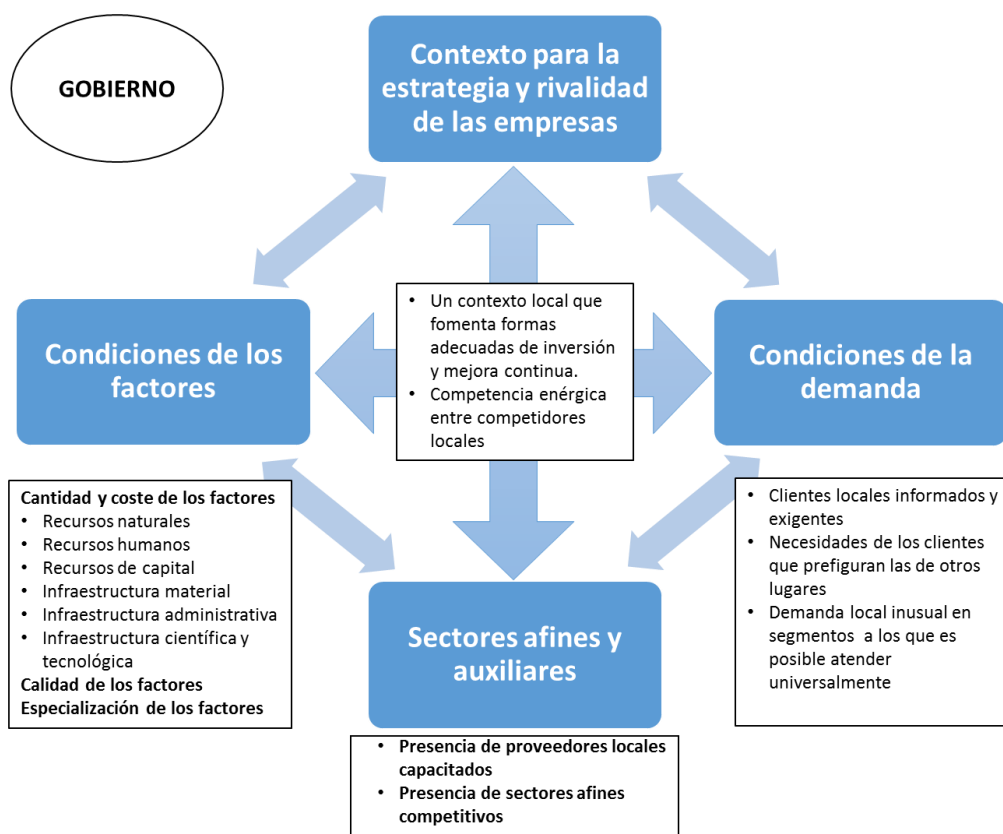 GOBIERNO
Contexto para la
estrategia y rivalidad
de las empresas
• Un contexto local que
fomenta formas
adecuadas de inversión
y mejora continua.
• Competencia enérgica
entre competidores
locales
Condiciones de los
factores
Condiciones de la
demanda
Cantidad y coste de los factores
• Recursos naturales
• Recursos humanos
• Recursos de capital
• Infraestructura material
• Infraestructura administrativa
• Infraestructura científica y
tecnológica
Calidad de los factores
Especialización de los factores
• Clientes locales informados y
exigentes
• Necesidades de los clientes
que prefiguran las de otros
lugares
• Demanda local inusual en
segmentos a los que es
posible atender
universalmente
Sectores afines y
auxiliares
• Presencia de proveedores locales
capacitados
• Presencia de sectores afines
competitivos